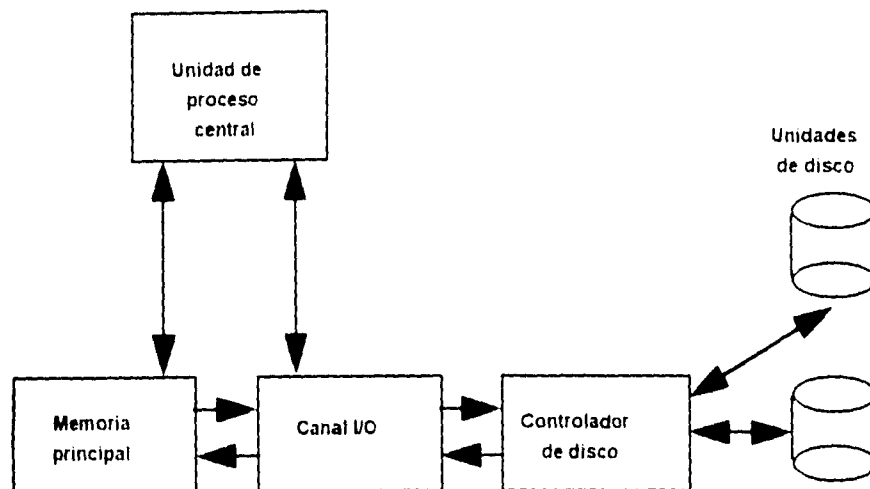 Unidad de
proceso
central
Unidades
de disco
Memoria
principal
Canal I/O
Controlador
de disco